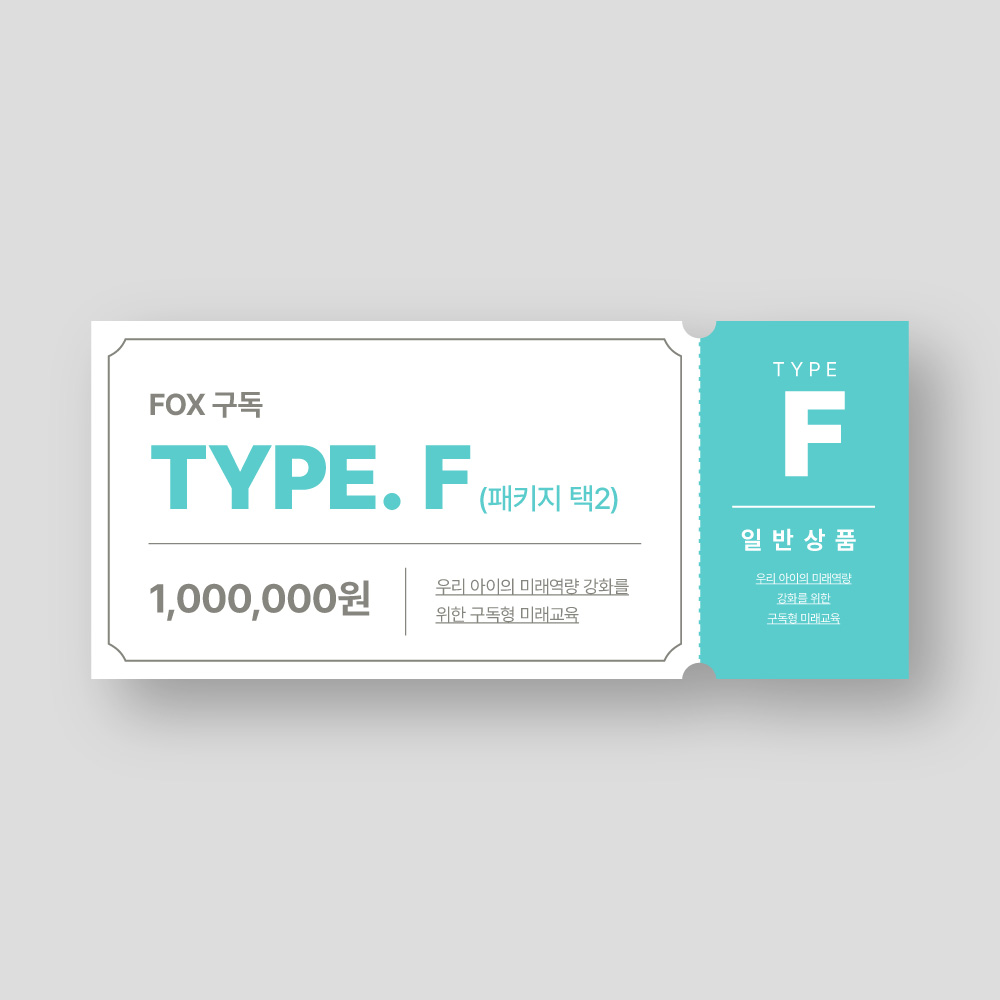 FOX 구독
TYPE. F (패키지 택2)
1,000,000원
우리 아이의 미래역량 강화를
위한 구독형 미래교육
TYPE
F
일반상품
우리 아이의 미래역량
강화를 위한
구독형 미래교육